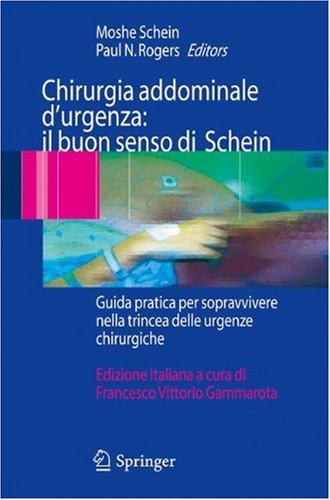 Moshe Schein
Paul N. Rogers Editors
Chirurgia addominale
d'urgenza:
il buon senso di Schein
Guida pratica per sopravvivere
nella trincea delle urgenze
chirurgiche
Edizione italiana a cura di
Francesco Vittorio Gammarota
Springer